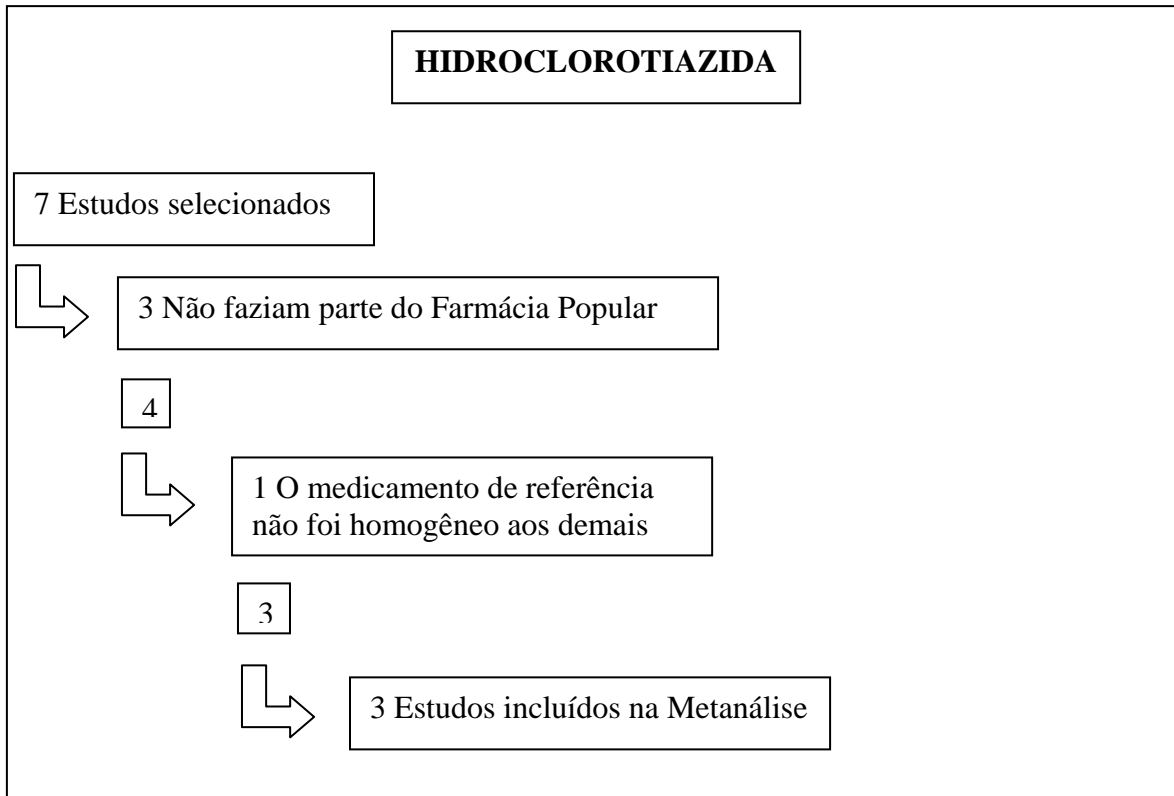 HIDROCLOROTIAZIDA
7 Estudos selecionados
3 Não faziam parte do Farmácia Popular
4
1 O medicamento de referência
não foi homogêneo aos demais
3
3 Estudos incluídos na Metanálise